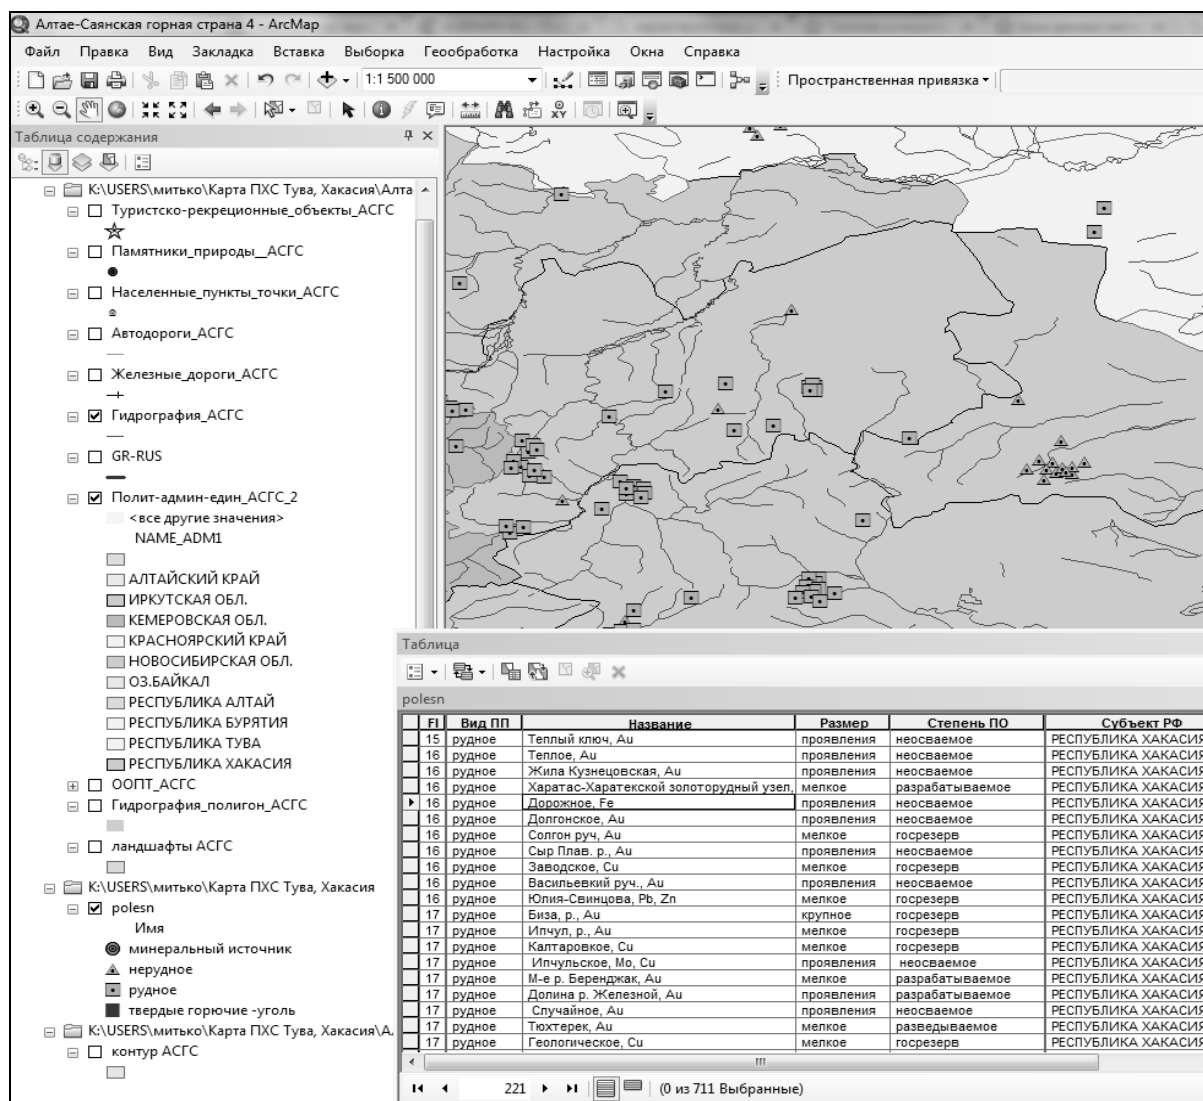 Алтае-Саянская горная страна 4 - ArcMap
Файл Правка Вид Закладка Вставка Выборка Геообработка Настройка Окна Справка
1:1 500 000 Пространственная привязка
Таблица содержания
K:\USERS\митько\Карта ПХС Тува, Хакасия\Алта
Туристско-рекреционные_объекты_АСГС
Памятники_природы__АСГС
Населенные_пункты_точки_АСГС
Автодороги_АСГС
Железные_дороги_АСГС
Гидрография_АСГС
GR-RUS
Полит-админ-един_АСГС_2
<все другие значения>
NAME_ADM1
АЛТАЙСКИЙ КРАЙ
ИРКУТСКАЯ ОБЛ.
КЕМЕРОВСКАЯ ОБЛ.
КРАСНОЯРСКИЙ КРАЙ
НОВОСИБИРСКАЯ ОБЛ.
ОЗ.БАЙКАЛ
РЕСПУБЛИКА АЛТАЙ
РЕСПУБЛИКА БУРЯТИЯ
РЕСПУБЛИКА ТУВА
РЕСПУБЛИКА ХАКАСИЯ
ООПТ_АСГС
Гидрография_полигон_АСГС
ландшафты АСГС
K:\USERS\митько\Карта ПХС Тува, Хакасия
polesn
Имя
минеральный источник
нерудное
рудное
твердые горючие -уголь
K:\USERS\митько\Карта ПХС Тува, Хакасия\А
контур АСГС
Таблица
polesn
FI Вид ПП Название Размер Степень ПО Субъект РФ
15 рудное Теплый ключ, Au проявления неосваемое РЕСПУБЛИКА ХАКАСИЯ
16 рудное Теплое, Au проявления неосваемое РЕСПУБЛИКА ХАКАСИЯ
16 рудное Жила Кузнецовская, Au проявления неосваемое РЕСПУБЛИКА ХАКАСИЯ
16 рудное Харатас-Харатекской золоторудный узел, мелкое разрабатываемое РЕСПУБЛИКА ХАКАСИЯ
16 рудное Дорожное, Fe проявления неосваемое РЕСПУБЛИКА ХАКАСИЯ
16 рудное Долгонское, Au проявления неосваемое РЕСПУБЛИКА ХАКАСИЯ
16 рудное Солгон руч, Au мелкое госрезерв РЕСПУБЛИКА ХАКАСИЯ
16 рудное Сыр Плав. р., Au проявления неосваемое РЕСПУБЛИКА ХАКАСИЯ
16 рудное Заводское, Cu мелкое госрезерв РЕСПУБЛИКА ХАКАСИЯ
16 рудное Васильевкий руч., Au проявления неосваемое РЕСПУБЛИКА ХАКАСИЯ
16 рудное Юлия-Свинцова, Pb, Zn мелкое госрезерв РЕСПУБЛИКА ХАКАСИЯ
17 рудное Биза, р., Au крупное госрезерв РЕСПУБЛИКА ХАКАСИЯ
17 рудное Ипчул, р., Au мелкое госрезерв РЕСПУБЛИКА ХАКАСИЯ
17 рудное Калтаровкое, Cu мелкое госрезерв РЕСПУБЛИКА ХАКАСИЯ
17 рудное Ипчульское, Mo, Cu проявления неосваемое РЕСПУБЛИКА ХАКАСИЯ
17 рудное М-е р. Беренджак, Au мелкое разрабатываемое РЕСПУБЛИКА ХАКАСИЯ
17 рудное Долина р. Железной, Au проявления разрабатываемое РЕСПУБЛИКА ХАКАСИЯ
17 рудное Случайное, Au проявления неосваемое РЕСПУБЛИКА ХАКАСИЯ
17 рудное Тюхтерек, Au мелкое разведываемое РЕСПУБЛИКА ХАКАСИЯ
17 рудное Геологическое, Cu мелкое госрезерв РЕСПУБЛИКА ХАКАСИЯ
221 (0 из 711 Выбранные)